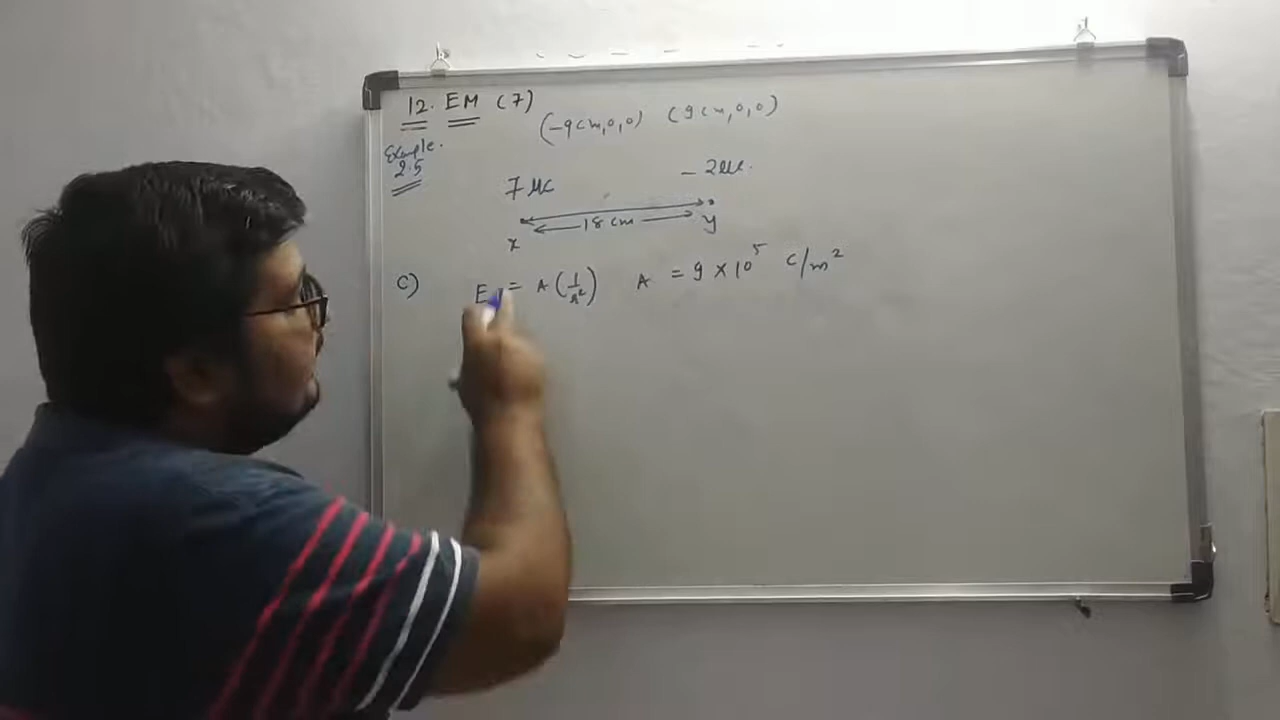 12. EM (7)
(-9cm,0,0) (9cm,0,0)
Example.
2.5
7 μC - 2μC.
18 cm
x y
c) E = A(1/r²) A = 9 × 10⁵ C/m²